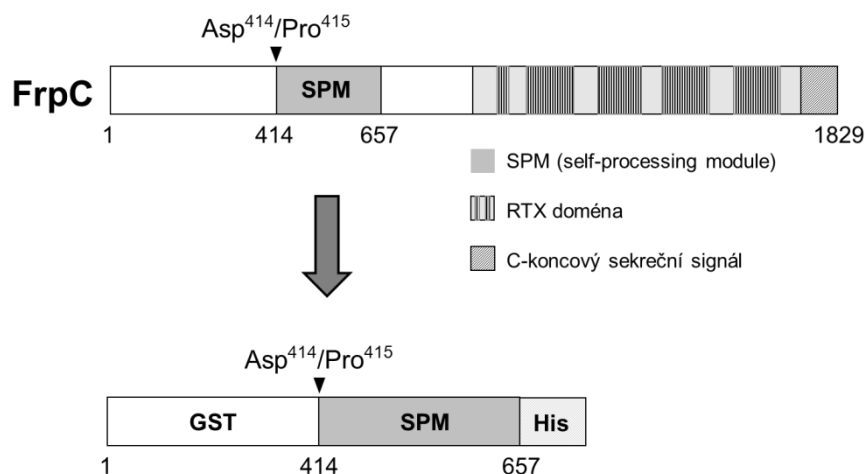 Asp414/Pro415
FrpC
SPM
1 414 657 1829
SPM (self-processing module)
RTX doména
C-koncový sekreční signál
Asp414/Pro415
GST SPM His
1 414 657